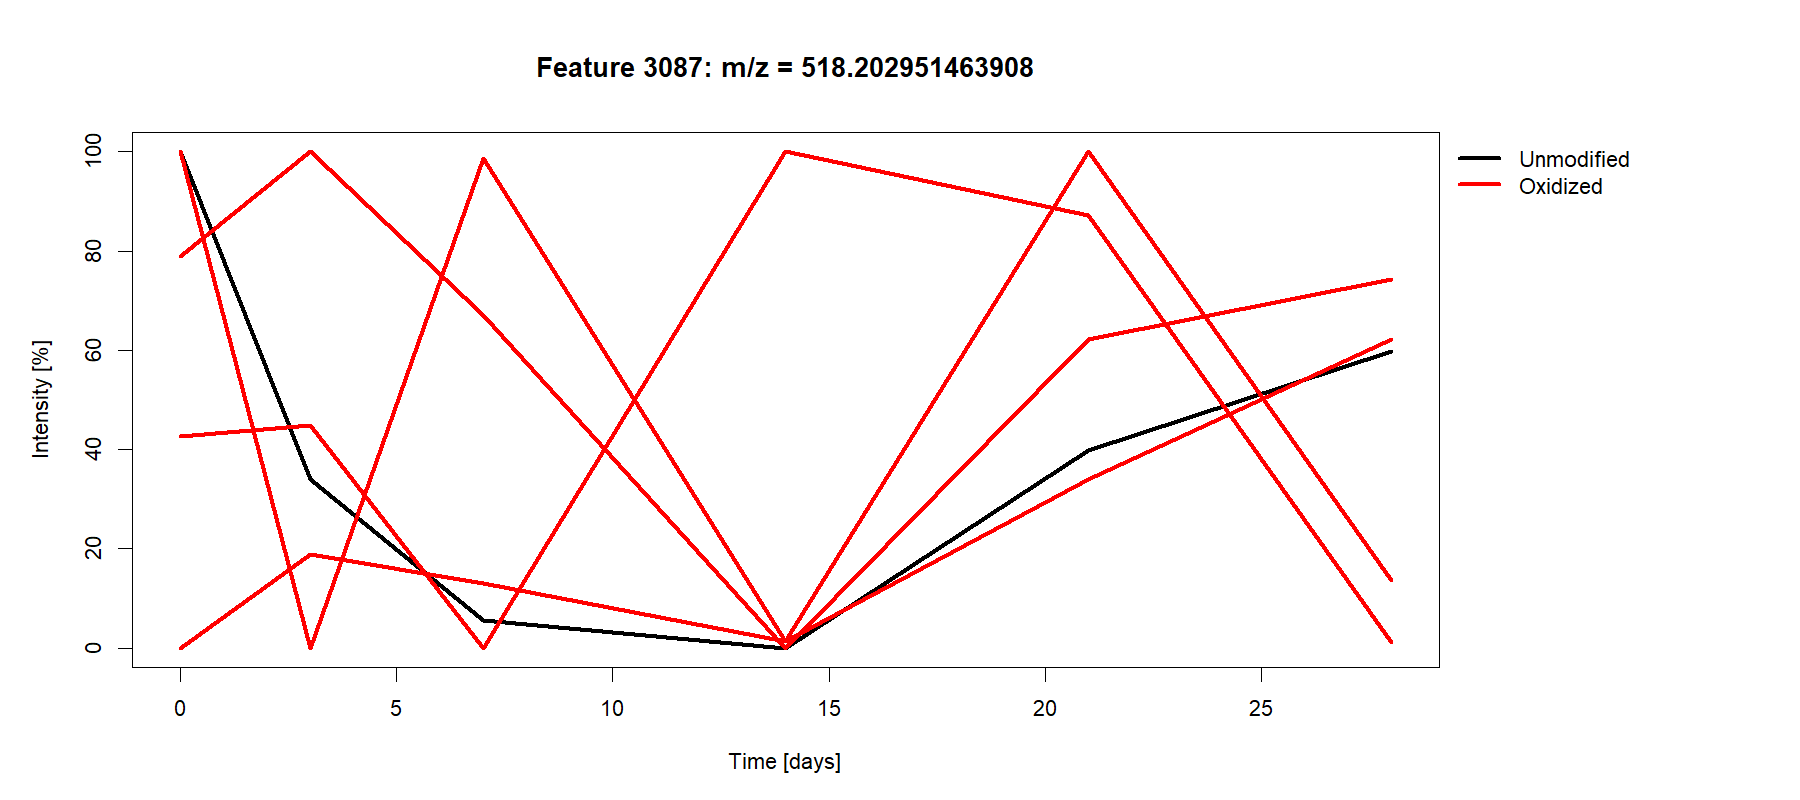 Feature 3087: m/z = 518.202951463908
Unmodified
Oxidized
Intensity [%]
100
80
60
40
20
0
0 5 10 15 20 25
Time [days]